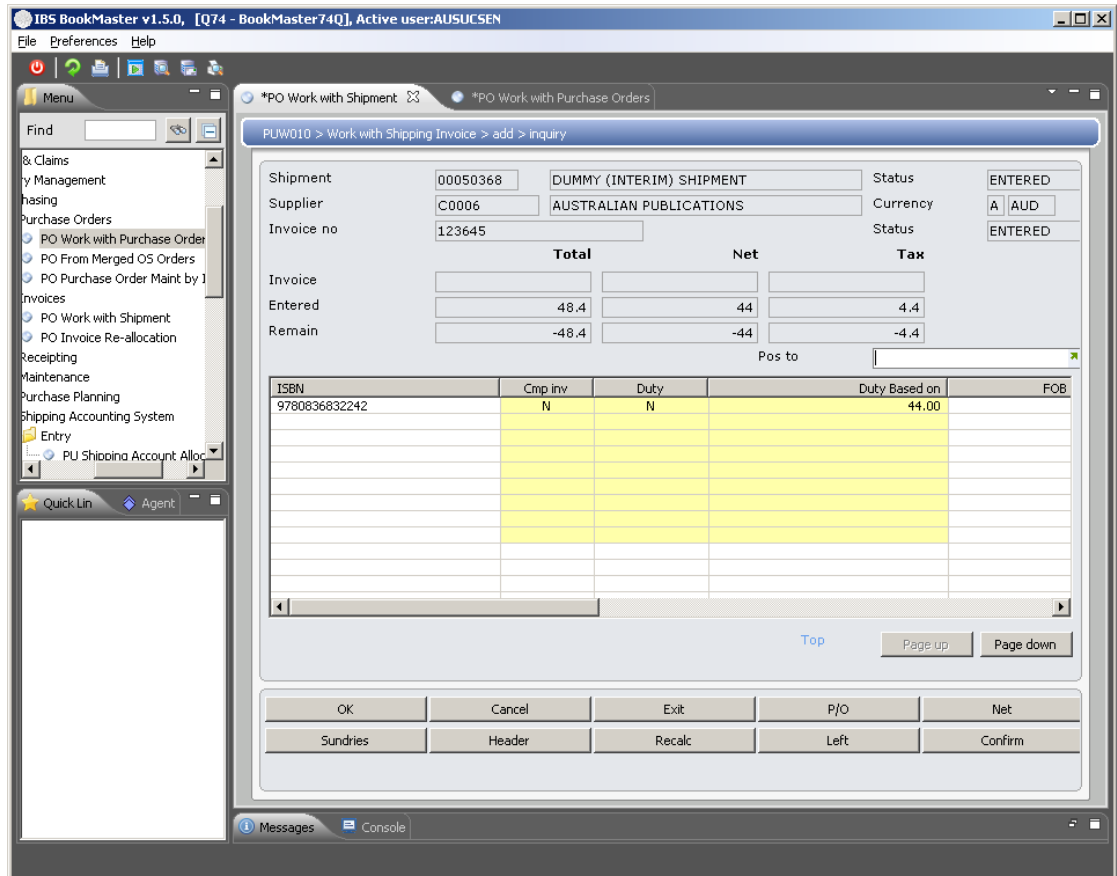 IBS BookMaster v1.5.0, [Q74 - BookMaster74Q], Active user:AUSUCSEN
File Preferences Help
Menu
*PO Work with Shipment
*PO Work with Purchase Orders
Find
PUW010 > Work with Shipping Invoice > add > inquiry
& Claims
ry Management
hasing
Purchase Orders
PO Work with Purchase Order
PO From Merged OS Orders
PO Purchase Order Maint by I
Invoices
PO Work with Shipment
PO Invoice Re-allocation
Receipting
Maintenance
Purchase Planning
Shipping Accounting System
Entry
PU Shipping Account Alloc
Quick Lin
Agent
Shipment 00050368 DUMMY (INTERIM) SHIPMENT Status ENTERED
Supplier C0006 AUSTRALIAN PUBLICATIONS Currency A AUD
Invoice no 123645 Status ENTERED
Total Net Tax
Invoice
Entered 48.4 44 4.4
Remain -48.4 -44 -4.4
Pos to
ISBN Cmp inv Duty Duty Based on FOB
9780836832242 N N 44.00
Top Page up Page down
OK Cancel Exit P/O Net
Sundries Header Recalc Left Confirm
Messages Console